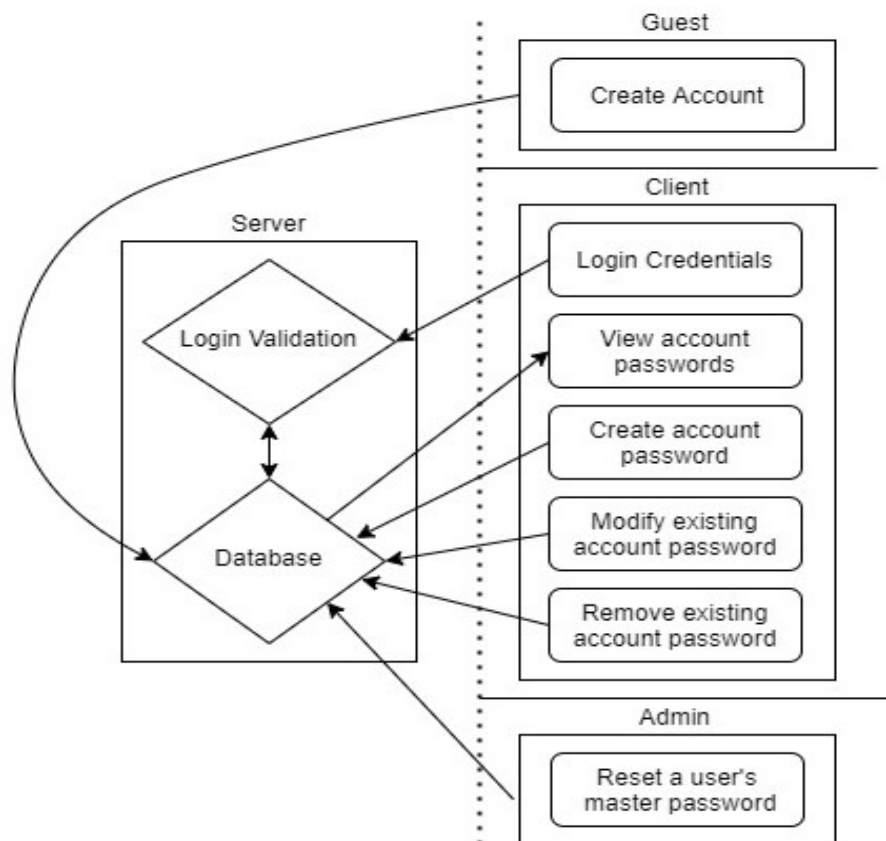 Guest
Create Account
Client
Server
Login Credentials
Login Validation
View account
passwords
Create account
password
Modify existing
account password
Database
Remove existing
account password
Admin
Reset a user's
master password